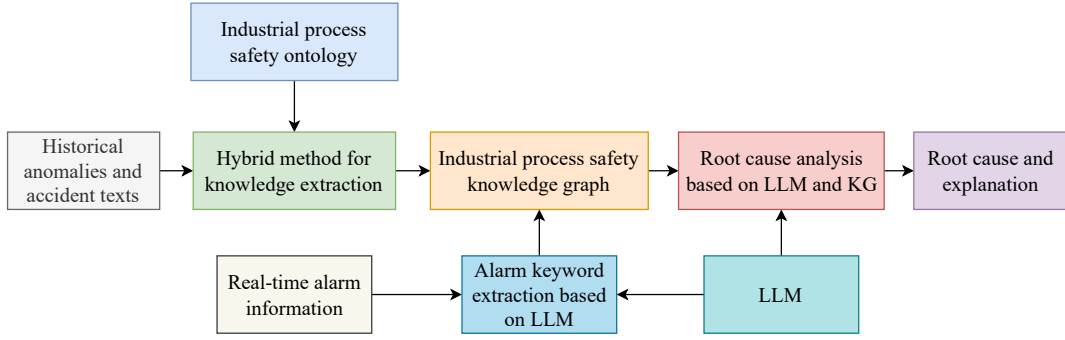 Industrial process
safety ontology
Historical
anomalies and
accident texts
Hybrid method for
knowledge extraction
Industrial process safety
knowledge graph
Root cause analysis
based on LLM and KG
Root cause and
explanation
Real-time alarm
information
Alarm keyword
extraction based
on LLM
LLM